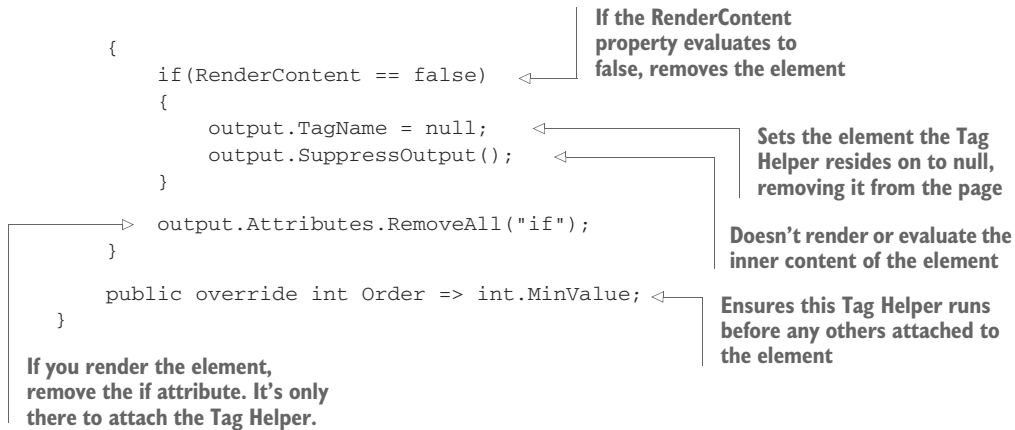 If the RenderContent
property evaluates to
false, removes the element
{
if(RenderContent == false)
{
output.TagName = null;
output.SuppressOutput();
}
Sets the element the Tag
Helper resides on to null,
removing it from the page
output.Attributes.RemoveAll("if");
}
Doesn't render or evaluate the
inner content of the element
public override int Order => int.MinValue;
}
Ensures this Tag Helper runs
before any others attached to
the element
If you render the element,
remove the if attribute. It's only
there to attach the Tag Helper.